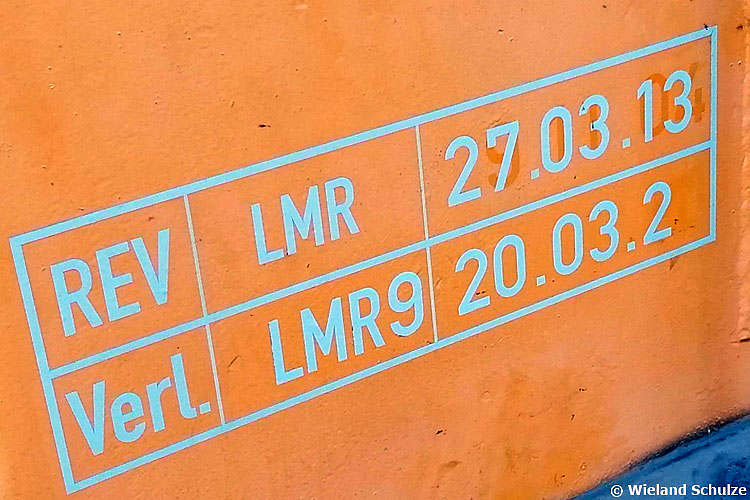 REV LMR 27.03.13
Verl. LMR9 20.03.2
© Wieland Schulze